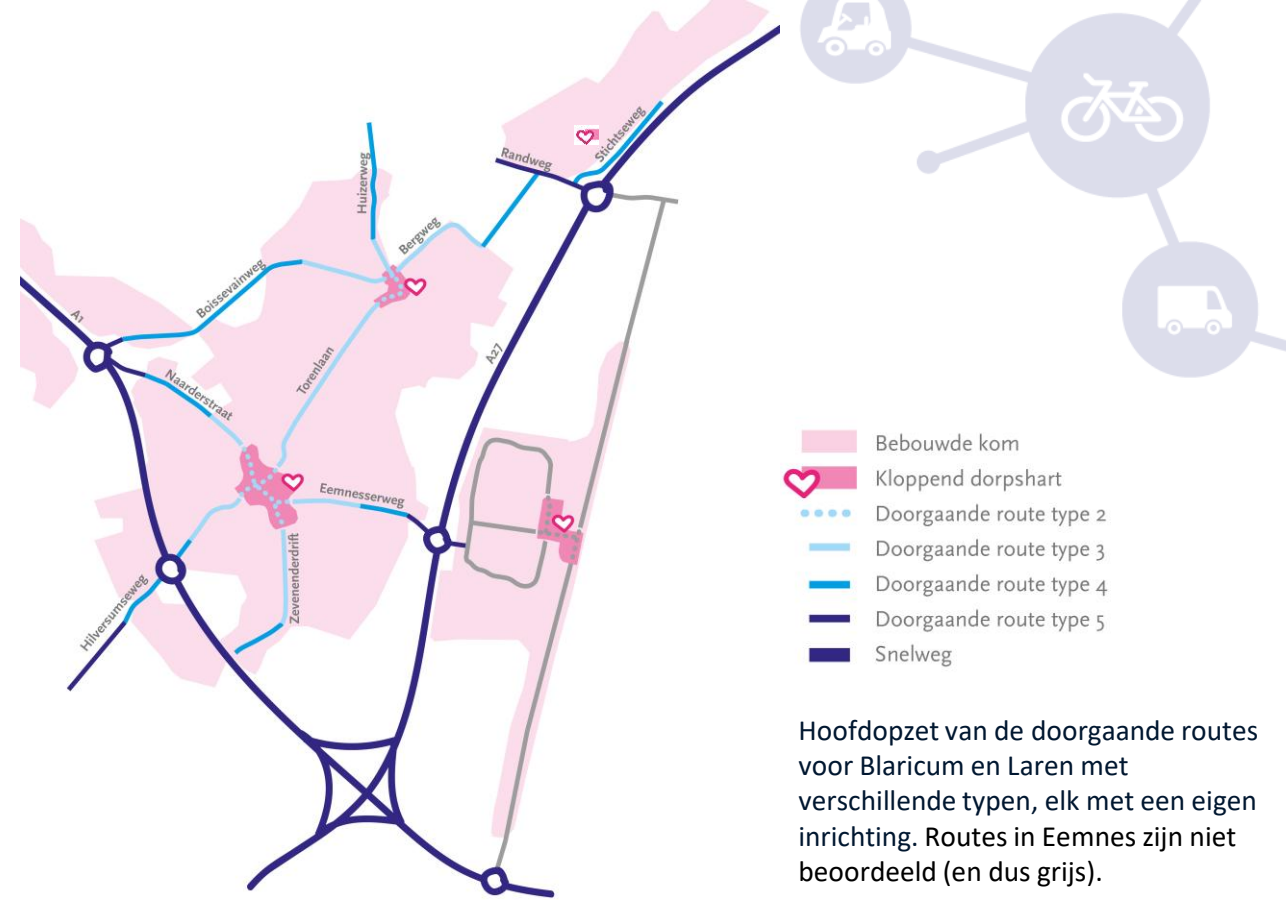 Stichtseweg
Randweg
Huizerweg
Bergweg
Boissevainweg
A1
A27
Torenlaan
Naarderstraat
Eemnesserweg
Zevenenderdrift
Hilversumseweg
Bebouwde kom
Kloppend dorpshart
Doorgaande route type 2
Doorgaande route type 3
Doorgaande route type 4
Doorgaande route type 5
Snelweg
Hoofdopzet van de doorgaande routes
voor Blaricum en Laren met
verschillende typen, elk met een eigen
inrichting. Routes in Eemnes zijn niet
beoordeeld (en dus grijs).